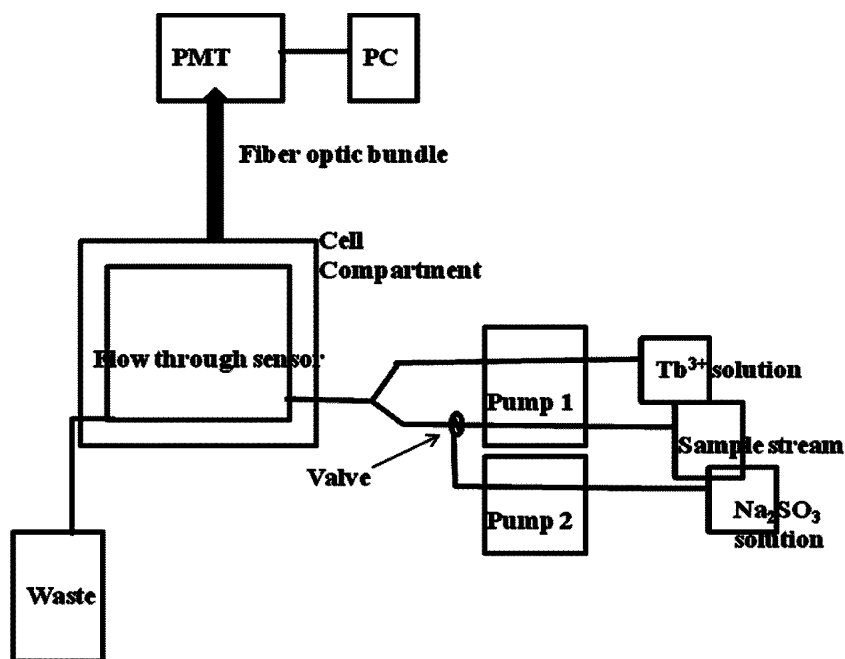 PMT
PC
Fiber optic bundle
Cell
Compartment
Flow through sensor
Tb³⁺ solution
Pump 1
Sample stream
Valve
Pump 2
Na₂SO₃
solution
Waste